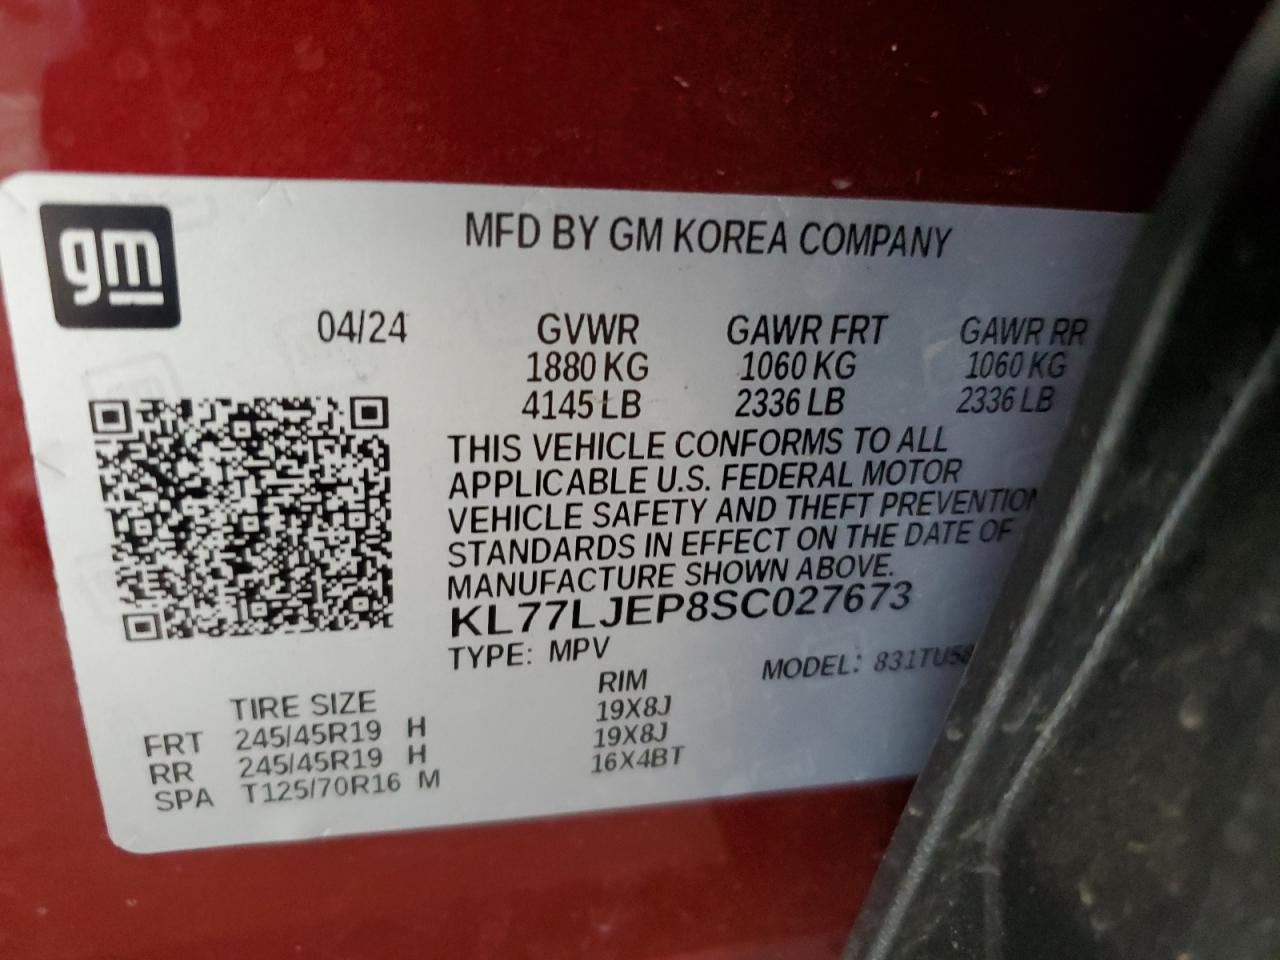 gm
MFD BY GM KOREA COMPANY
04/24 GVWR GAWR FRT GAWR RR
1880 KG 1060 KG 1060 KG
4145 LB 2336 LB 2336 LB
THIS VEHICLE CONFORMS TO ALL
APPLICABLE U.S. FEDERAL MOTOR
VEHICLE SAFETY AND THEFT PREVENTION
STANDARDS IN EFFECT ON THE DATE OF
MANUFACTURE SHOWN ABOVE.
KL77LJEP8SC027673
TYPE: MPV MODEL:
TIRE SIZE RIM
FRT 245/45R19 H 19X8J
RR 245/45R19 H 19X8J
SPA T125/70R16 M 16X4BT